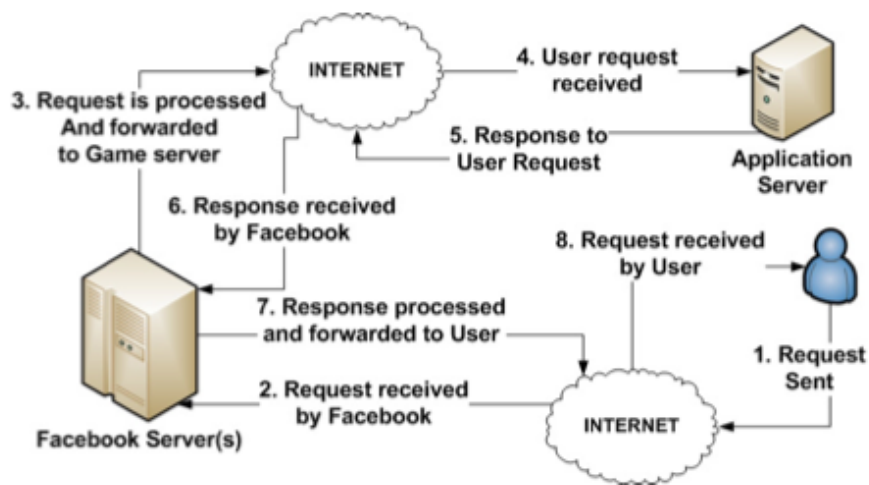 INTERNET
4. User request
received
3. Request is processed
And forwarded
to Game server
5. Response to
User Request
Application
Server
6. Response received
by Facebook
8. Request received
by User
7. Response processed
and forwarded to User
1. Request
Sent
2. Request received
by Facebook
INTERNET
Facebook Server(s)